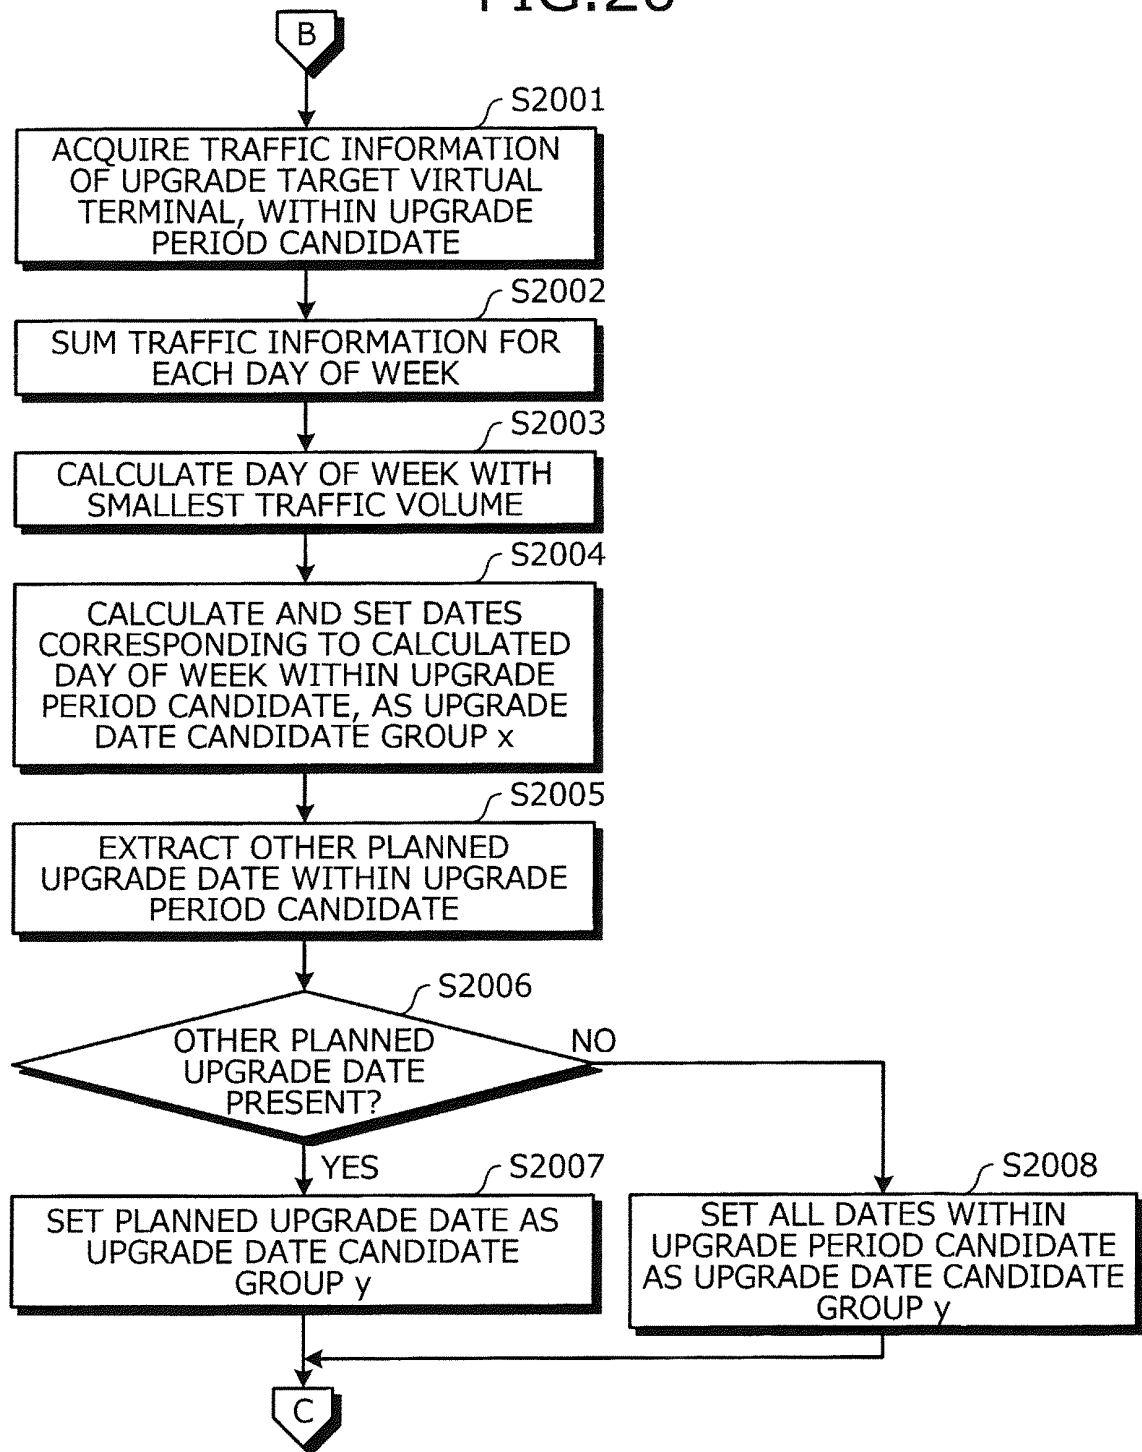 FIG.20
B
S2001
ACQUIRE TRAFFIC INFORMATION
OF UPGRADE TARGET VIRTUAL
TERMINAL, WITHIN UPGRADE
PERIOD CANDIDATE
S2002
SUM TRAFFIC INFORMATION FOR
EACH DAY OF WEEK
S2003
CALCULATE DAY OF WEEK WITH
SMALLEST TRAFFIC VOLUME
S2004
CALCULATE AND SET DATES
CORRESPONDING TO CALCULATED
DAY OF WEEK WITHIN UPGRADE
PERIOD CANDIDATE, AS UPGRADE
DATE CANDIDATE GROUP x
S2005
EXTRACT OTHER PLANNED
UPGRADE DATE WITHIN UPGRADE
PERIOD CANDIDATE
S2006
OTHER PLANNED
UPGRADE DATE
PRESENT?
NO
YES
S2007
SET PLANNED UPGRADE DATE AS
UPGRADE DATE CANDIDATE
GROUP y
S2008
SET ALL DATES WITHIN
UPGRADE PERIOD CANDIDATE
AS UPGRADE DATE CANDIDATE
GROUP y
C